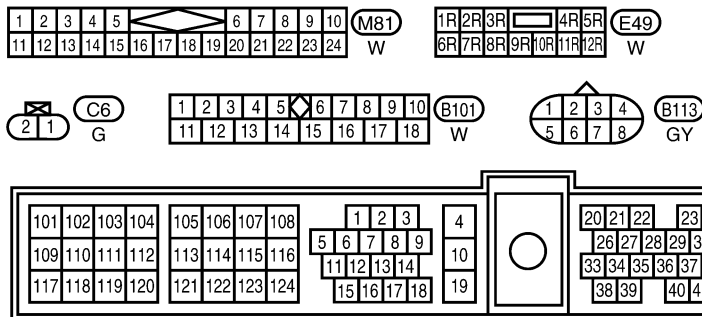 1 2 3 4 5 6 7 8 9 10 M81
11 12 13 14 15 16 17 18 19 20 21 22 23 24 W
1R 2R 3R 4R 5R E49
6R 7R 8R 9R 10R 11R 12R W
2 1 C6
G
1 2 3 4 5 6 7 8 9 10 B101
11 12 13 14 15 16 17 18 W
1 2 3 4 B113
5 6 7 8 GY
101 102 103 104 105 106 107 108 1 2 3 4 20 21 22 23
109 110 111 112 113 114 115 116 5 6 7 8 9 10 26 27 28 29
117 118 119 120 121 122 123 124 11 12 13 14 19 33 34 35 36 37
15 16 17 18 38 39 40